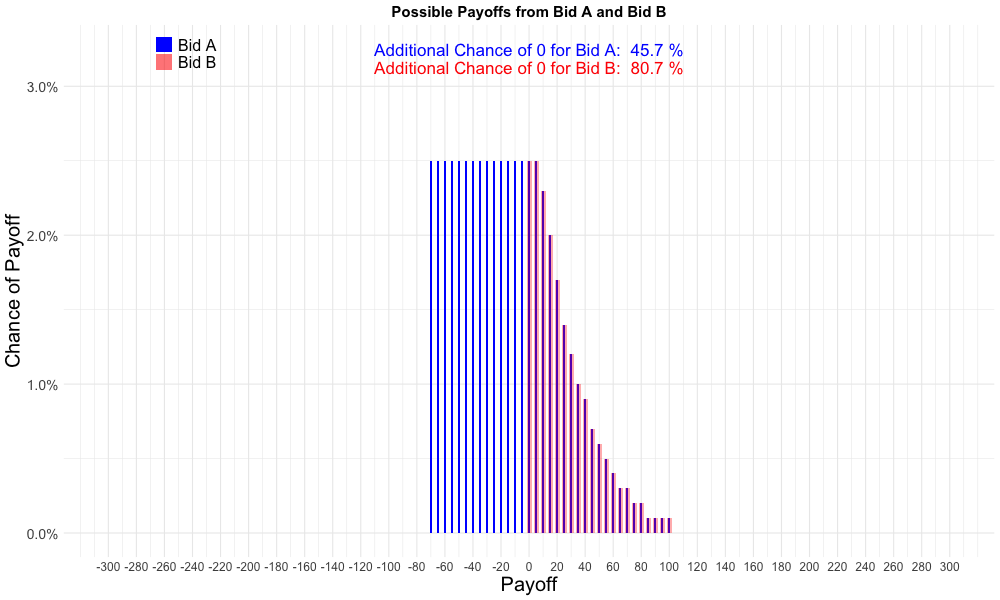 Possible Payoffs from Bid A and Bid B
Bid A
Bid B
Additional Chance of 0 for Bid A: 45.7 %
Additional Chance of 0 for Bid B: 80.7 %
Chance of Payoff
3.0%
2.0%
1.0%
0.0%
-300 -280 -260 -240 -220 -200 -180 -160 -140 -120 -100 -80 -60 -40 -20 0 20 40 60 80 100 120 140 160 180 200 220 240 260 280 300
Payoff